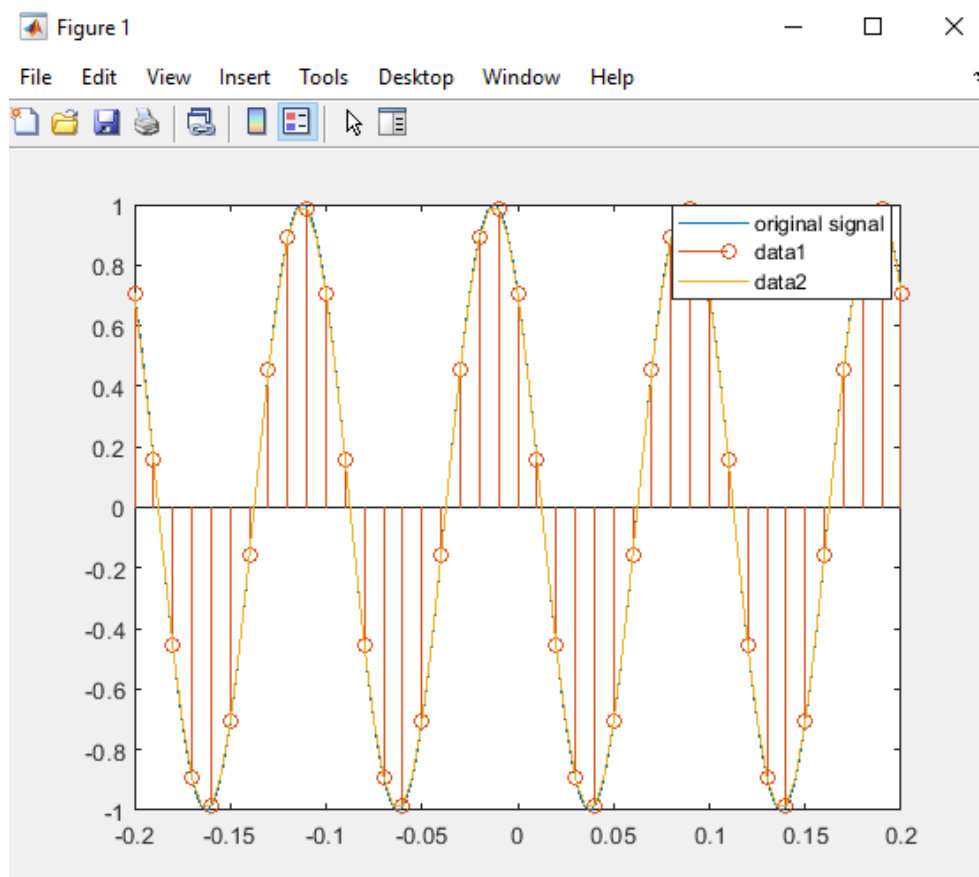 Figure 1
File Edit View Insert Tools Desktop Window Help
original signal
data1
data2
1
0.8
0.6
0.4
0.2
0
-0.2
-0.4
-0.6
-0.8
-1
-0.2 -0.15 -0.1 -0.05 0 0.05 0.1 0.15 0.2